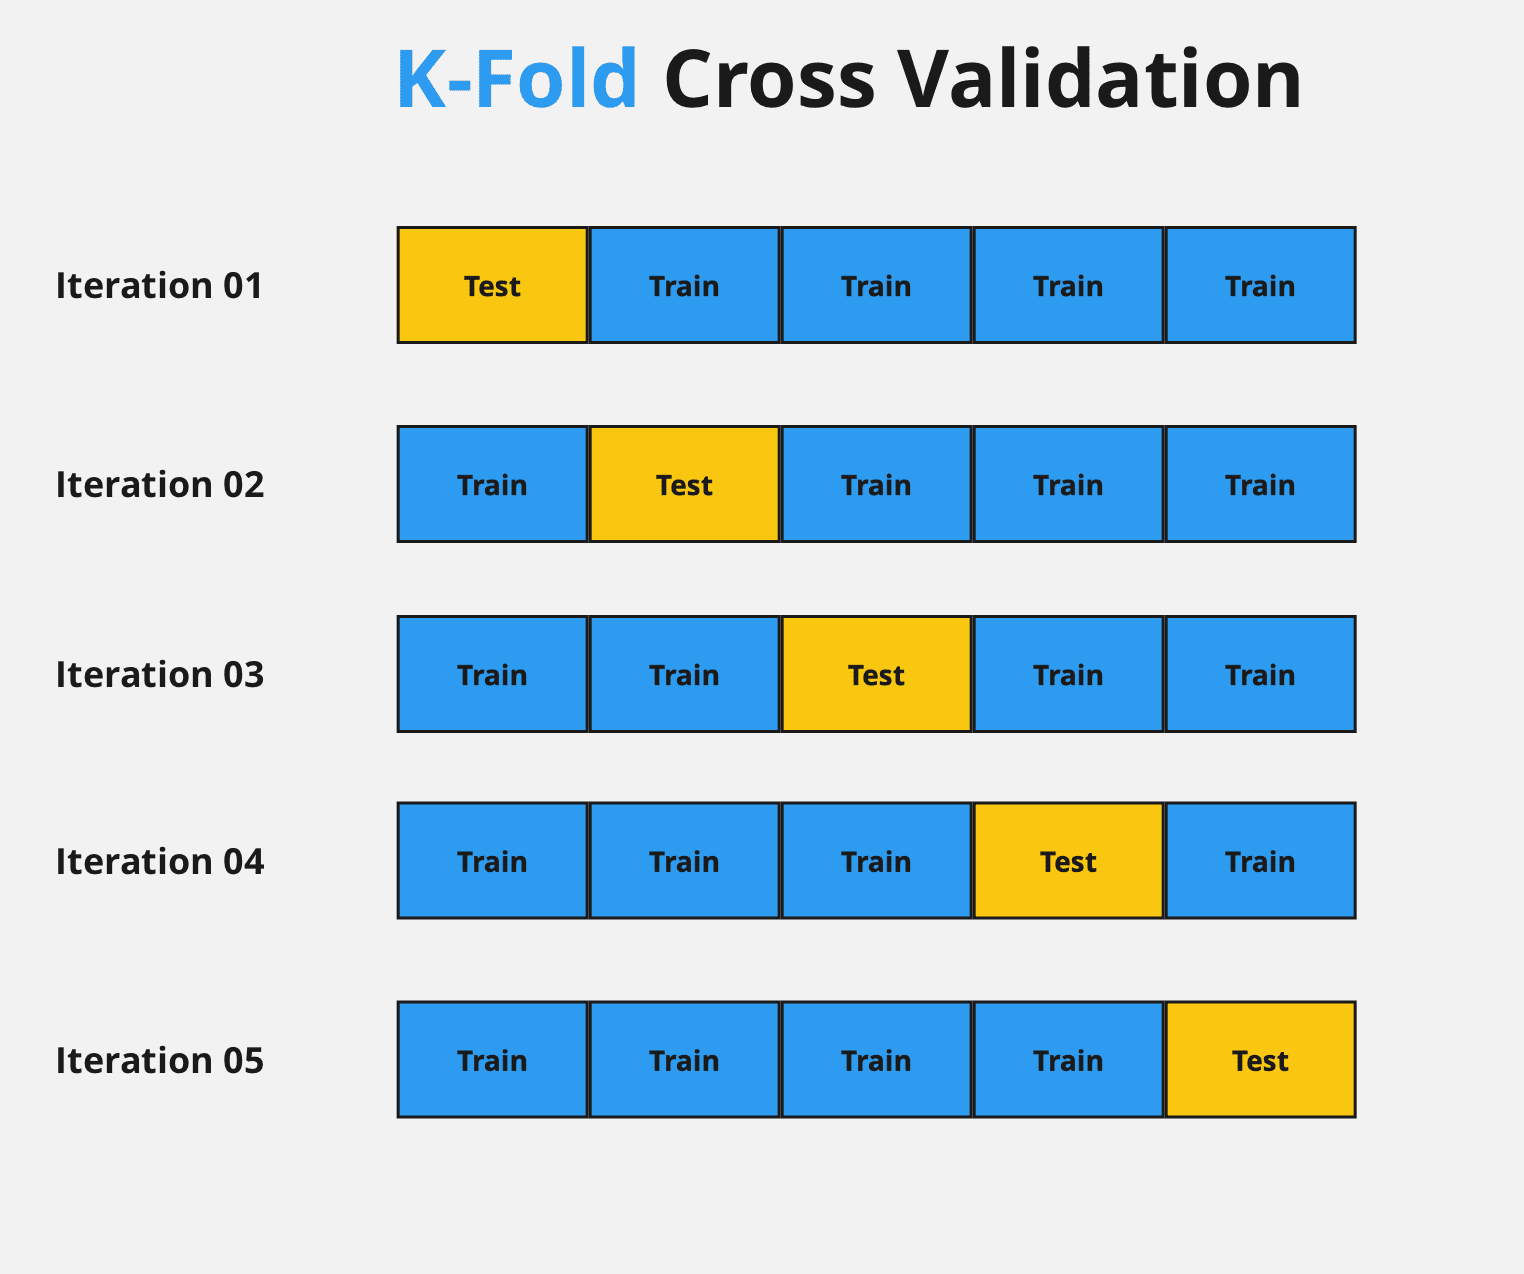 K-Fold Cross Validation
Iteration 01 Test Train Train Train Train
Iteration 02 Train Test Train Train Train
Iteration 03 Train Train Test Train Train
Iteration 04 Train Train Train Test Train
Iteration 05 Train Train Train Train Test